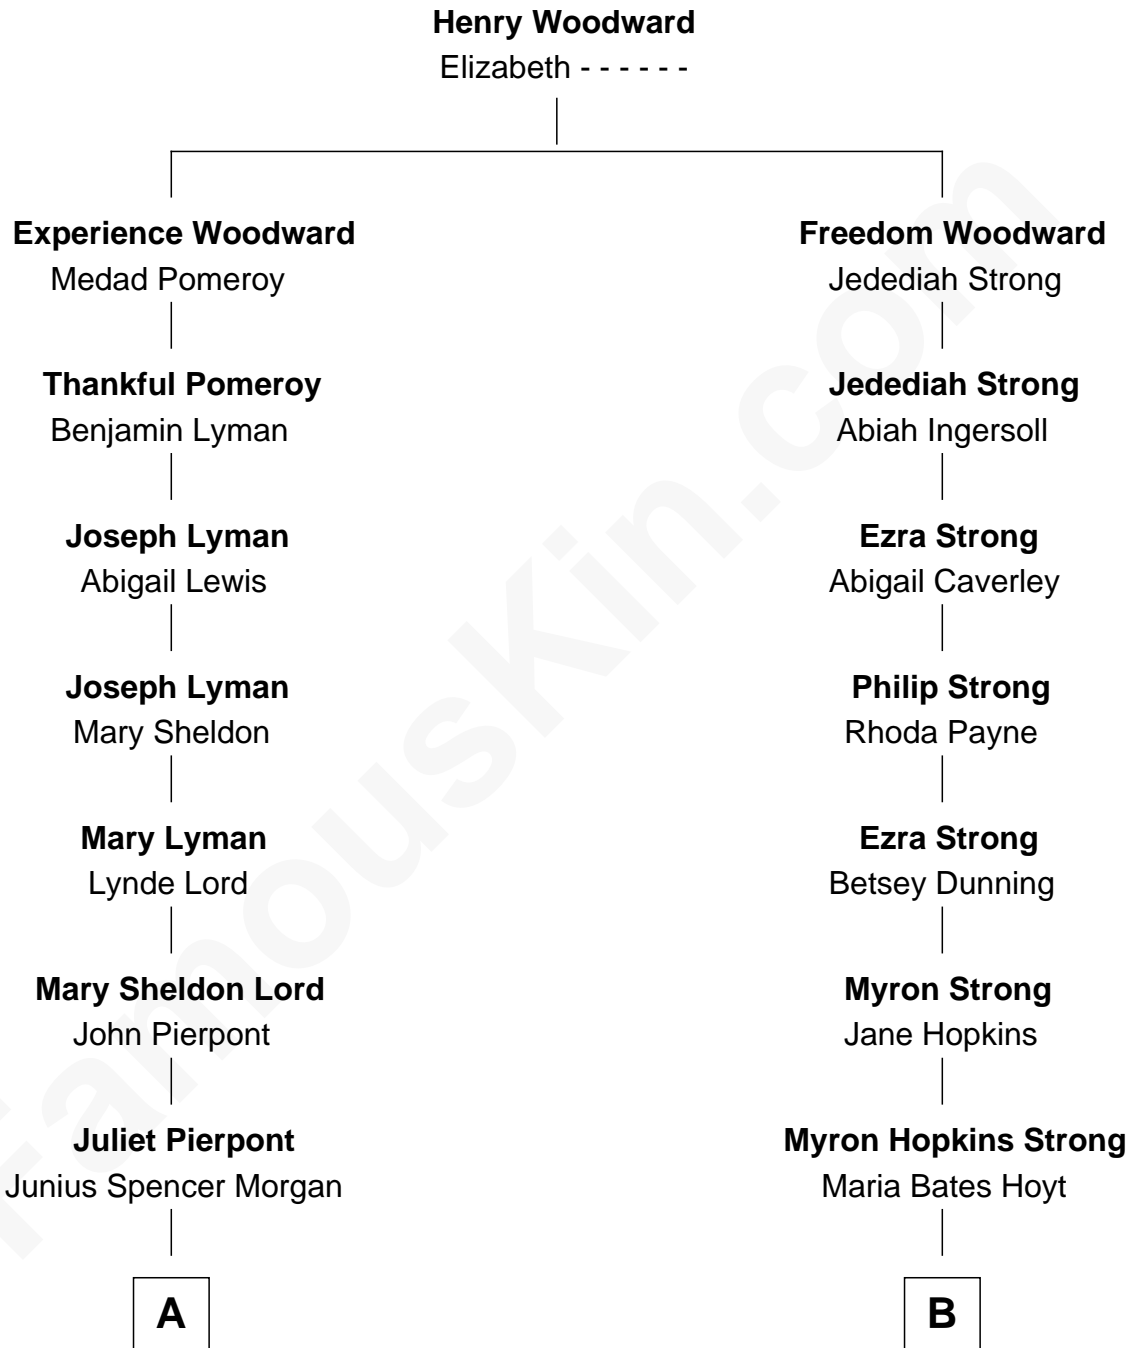 Henry Woodward
Elizabeth - - - - - -
Experience Woodward
Medad Pomeroy
Freedom Woodward
Jedediah Strong
Thankful Pomeroy
Benjamin Lyman
Jedediah Strong
Abiah Ingersoll
Joseph Lyman
Abigail Lewis
Ezra Strong
Abigail Caverley
Joseph Lyman
Mary Sheldon
Philip Strong
Rhoda Payne
Mary Lyman
Lynde Lord
Ezra Strong
Betsey Dunning
Mary Sheldon Lord
John Pierpont
Myron Strong
Jane Hopkins
Juliet Pierpont
Junius Spencer Morgan
Myron Hopkins Strong
Maria Bates Hoyt
A
B
FamousKin.com